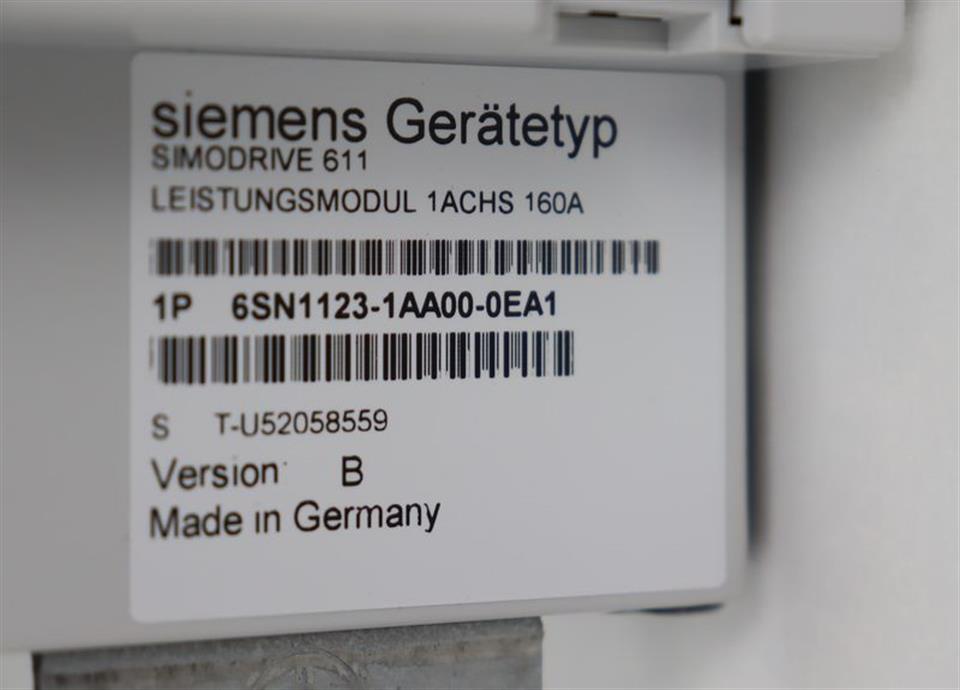 siemens Gerätetyp
SIMODRIVE 611
LEISTUNGSMODUL 1ACHS 160A
1P 6SN1123-1AA00-0EA1
S T-U52058559
Version B
Made in Germany